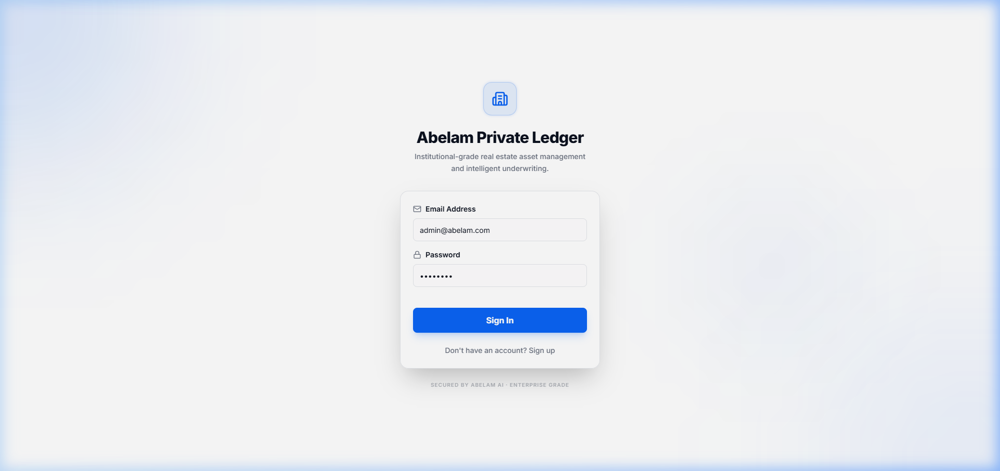 Abelam Private Ledger
Institutional-grade real estate asset management
and intelligent underwriting.
Email Address
admin@abelam.com
Password
••••••••
Sign In
Don't have an account? Sign up
SECURED BY ABELAM AI · ENTERPRISE GRADE